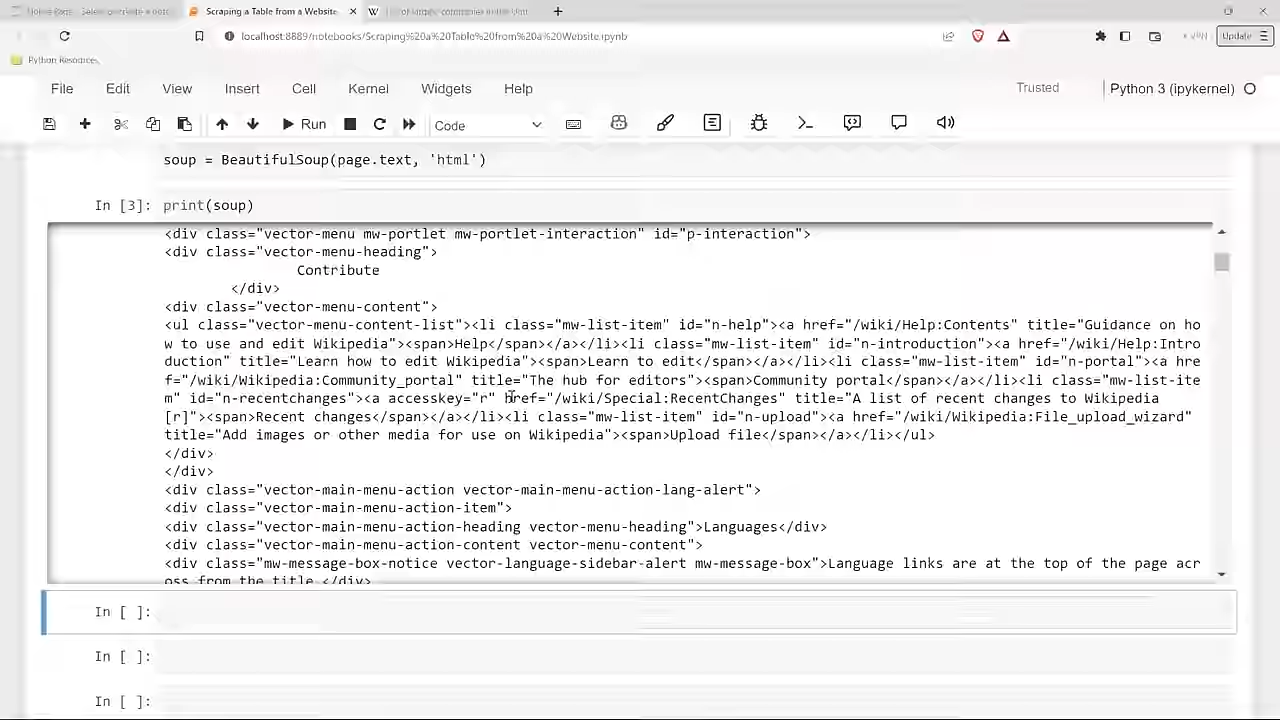 Scraping a Table from a Website
localhost:8889/notebooks/Scraping%20a%20Table%20from%20a%20Website.ipynb
Update
Python Resources
File Edit View Insert Cell Kernel Widgets Help
Trusted
Python 3 (ipykernel)
Run
Code
soup = BeautifulSoup(page.text, 'html')
In [3]: print(soup)
<div class="vector-menu mw-portlet mw-portlet-interaction" id="p-interaction">
<div class="vector-menu-heading">
Contribute
</div>
<div class="vector-menu-content">
<ul class="vector-menu-content-list"><li class="mw-list-item" id="n-help"><a href="/wiki/Help:Contents" title="Guidance on ho
w to use and edit Wikipedia"><span>Help</span></a></li><li class="mw-list-item" id="n-introduction"><a href="/wiki/Help:Intro
duction" title="Learn how to edit Wikipedia"><span>Learn to edit</span></a></li><li class="mw-list-item" id="n-portal"><a hre
f="/wiki/Wikipedia:Community_portal" title="The hub for editors"><span>Community portal</span></a></li><li class="mw-list-ite
m" id="n-recentchanges"><a accesskey="r" href="/wiki/Special:RecentChanges" title="A list of recent changes to Wikipedia
[r]"><span>Recent changes</span></a></li><li class="mw-list-item" id="n-upload"><a href="/wiki/Wikipedia:File_upload_wizard"
title="Add images or other media for use on Wikipedia"><span>Upload file</span></a></li></ul>
</div>
</div>
<div class="vector-main-menu-action vector-main-menu-action-lang-alert">
<div class="vector-main-menu-action-item">
<div class="vector-main-menu-action-heading vector-menu-heading">Languages</div>
<div class="vector-main-menu-action-content vector-menu-content">
<div class="mw-message-box-notice vector-language-sidebar-alert mw-message-box">Language links are at the top of the page acr
oss from the title.</div>
In [ ]:
In [ ]:
In [ ]: